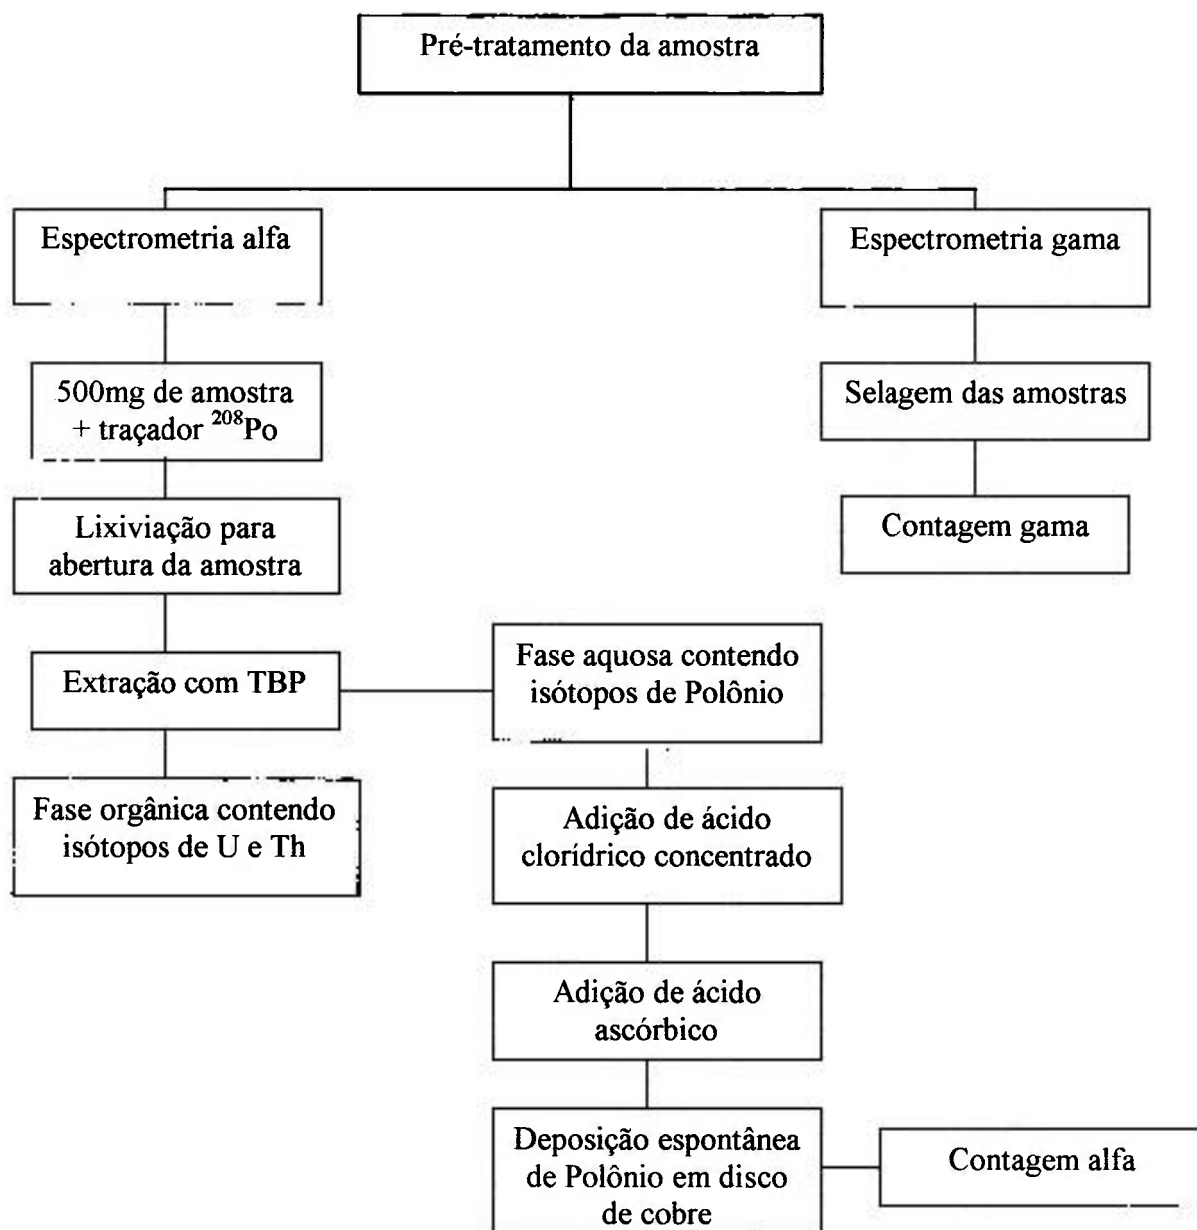 Pré-tratamento da amostra
Espectrometria alfa
Espectrometria gama
500mg de amostra
+ traçador ²⁰⁸Po
Selagem das amostras
Lixiviação para
abertura da amostra
Contagem gama
Extração com TBP
Fase aquosa contendo
isótopos de Polônio
Fase orgânica contendo
isótopos de U e Th
Adição de ácido
clorídrico concentrado
Adição de ácido
ascórbico
Deposição espontânea
de Polônio em disco
de cobre
Contagem alfa